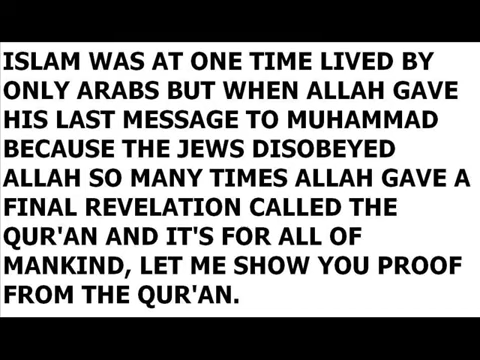 ISLAM WAS AT ONE TIME LIVED BY
ONLY ARABS BUT WHEN ALLAH GAVE
HIS LAST MESSAGE TO MUHAMMAD
BECAUSE THE JEWS DISOBEYED
ALLAH SO MANY TIMES ALLAH GAVE A
FINAL REVELATION CALLED THE
QUR'AN AND IT'S FOR ALL OF
MANKIND, LET ME SHOW YOU PROOF
FROM THE QUR'AN.